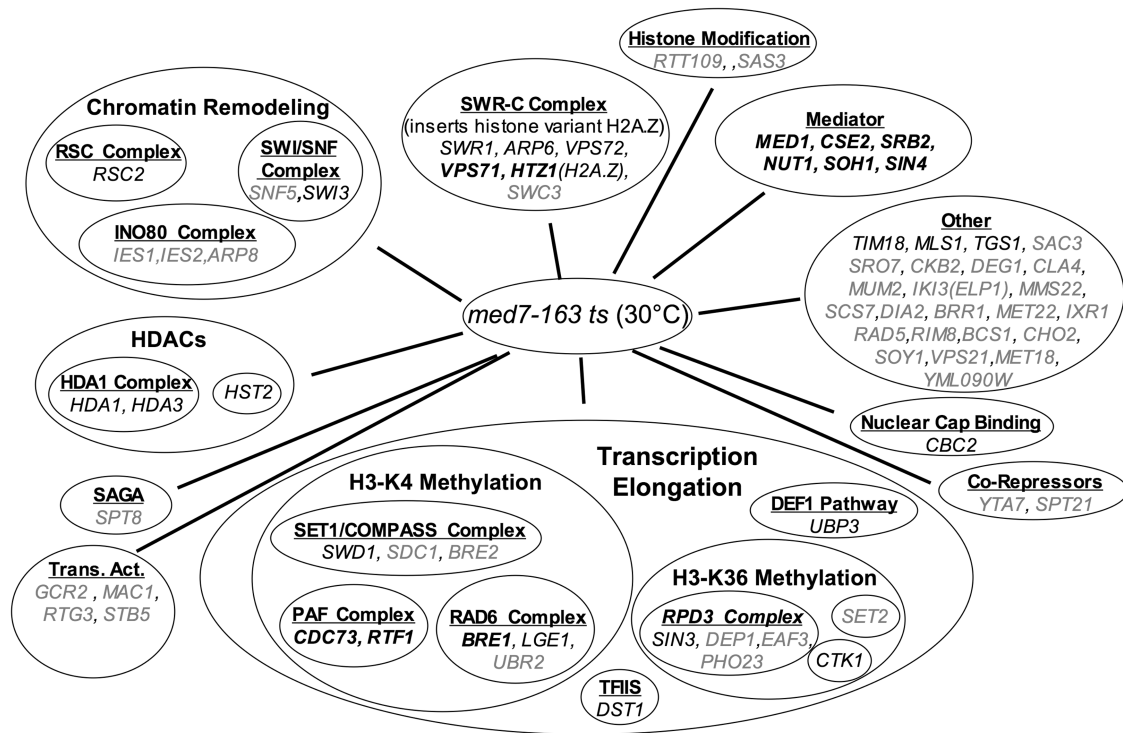 Histone Modification
RTT109, ,SAS3
Chromatin Remodeling
RSC Complex
RSC2
SWI/SNF
Complex
SNF5,SWI3
INO80 Complex
IES1,IES2,ARP8
SWR-C Complex
(inserts histone variant H2A.Z)
SWR1, ARP6, VPS72,
VPS71, HTZ1(H2A.Z),
SWC3
Mediator
MED1, CSE2, SRB2,
NUT1, SOH1, SIN4
Other
TIM18, MLS1, TGS1, SAC3
SRO7, CKB2, DEG1, CLA4,
MUM2, IKI3(ELP1), MMS22,
SCS7,DIA2, BRR1, MET22, IXR1
RAD5,RIM8,BCS1, CHO2,
SOY1,VPS21,MET18,
YML090W
med7-163 ts (30°C)
HDACs
HDA1 Complex
HDA1, HDA3
HST2
Nuclear Cap Binding
CBC2
SAGA
SPT8
Co-Repressors
YTA7, SPT21
Trans. Act.
GCR2 , MAC1,
RTG3, STB5
Transcription
Elongation
H3-K4 Methylation
SET1/COMPASS Complex
SWD1, SDC1, BRE2
PAF Complex
CDC73, RTF1
RAD6 Complex
BRE1, LGE1,
UBR2
DEF1 Pathway
UBP3
H3-K36 Methylation
RPD3 Complex
SIN3, DEP1,EAF3,
PHO23
SET2
CTK1
TFIIS
DST1